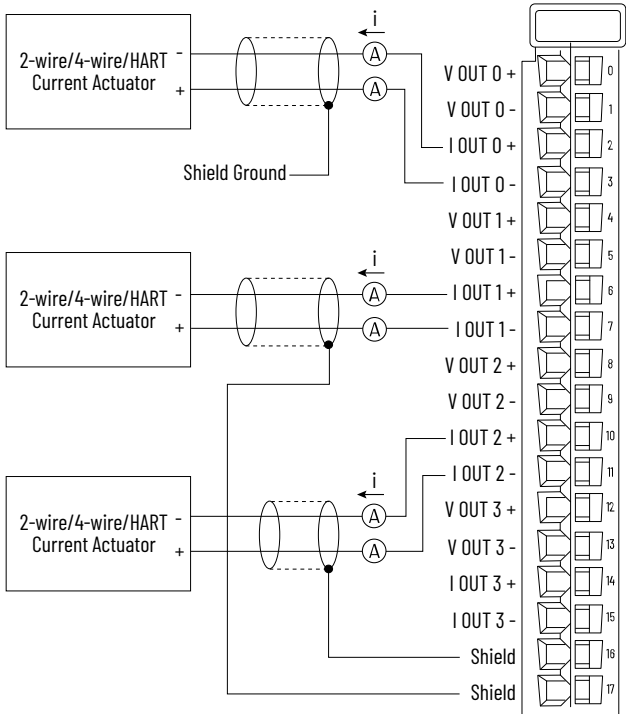 2-wire/4-wire/HART
Current Actuator
-
+
i
A
A
Shield Ground
2-wire/4-wire/HART
Current Actuator
-
+
i
A
A
2-wire/4-wire/HART
Current Actuator
-
+
i
A
A
V OUT 0 + 0
V OUT 0 - 1
I OUT 0 + 2
I OUT 0 - 3
V OUT 1 + 4
V OUT 1 - 5
I OUT 1 + 6
I OUT 1 - 7
V OUT 2 + 8
V OUT 2 - 9
I OUT 2 + 10
I OUT 2 - 11
V OUT 3 + 12
V OUT 3 - 13
I OUT 3 + 14
I OUT 3 - 15
Shield 16
Shield 17